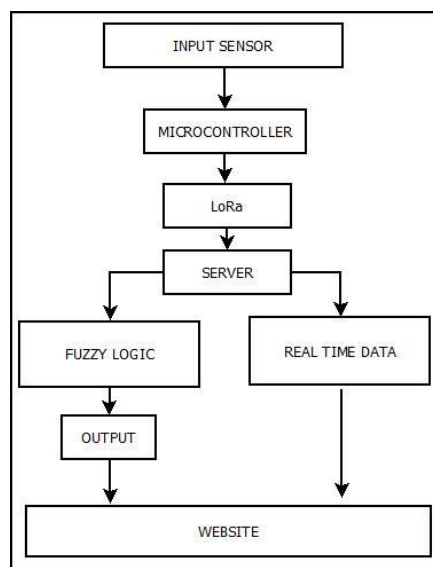 INPUT SENSOR
MICROCONTROLLER
LoRa
SERVER
FUZZY LOGIC
REAL TIME DATA
OUTPUT
WEBSITE